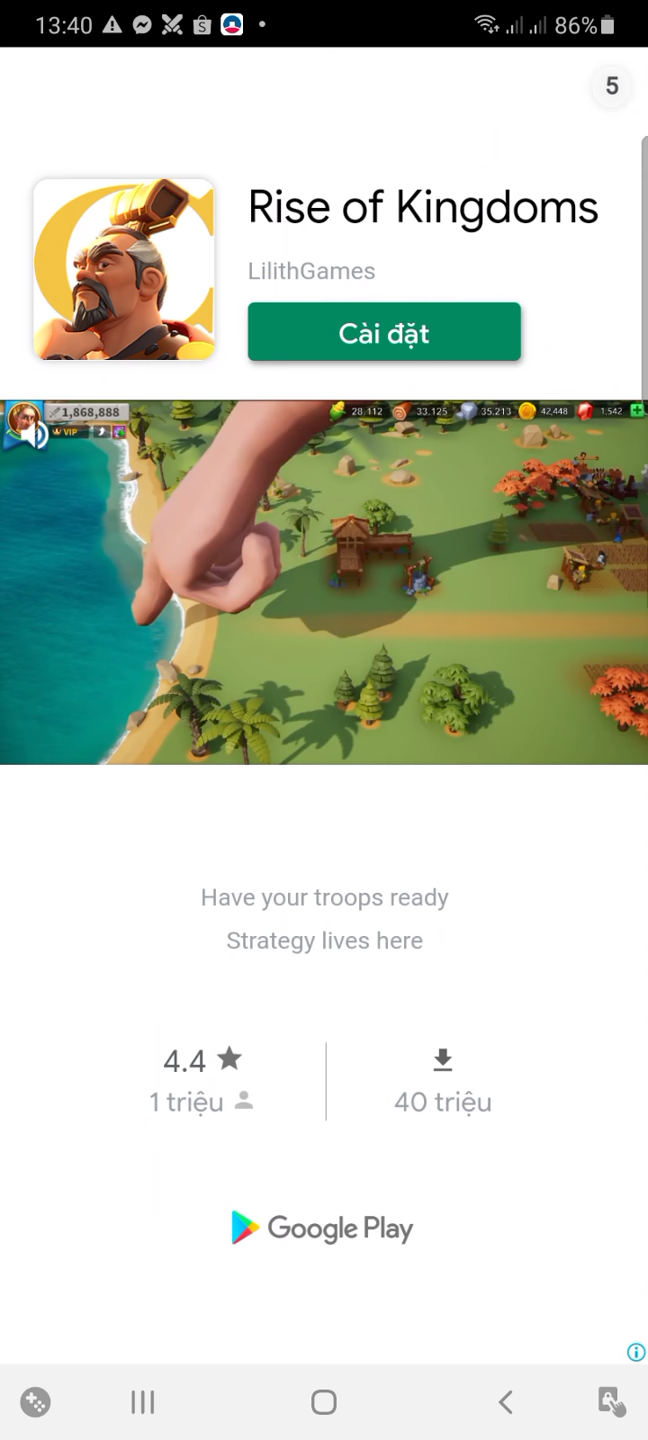 13:40
86%
5
Rise of Kingdoms
LilithGames
Cài đặt
1,868,888
28,112
33,125
35,213
42,448
1,542
VIP
Have your troops ready
Strategy lives here
4.4
1 triệu
40 triệu
Google Play